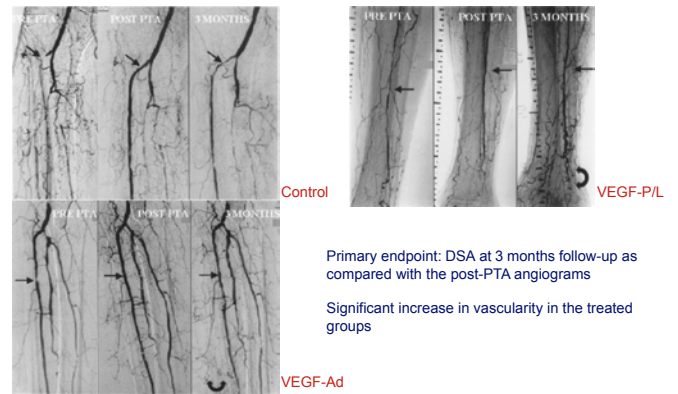 PRE PTA
POST PTA
3 MONTHS
Control
PRE PTA
POST PTA
3 MONTHS
VEGF-P/L
PRE PTA
POST PTA
3 MONTHS
VEGF-Ad
Primary endpoint: DSA at 3 months follow-up as
compared with the post-PTA angiograms
Significant increase in vascularity in the treated
groups